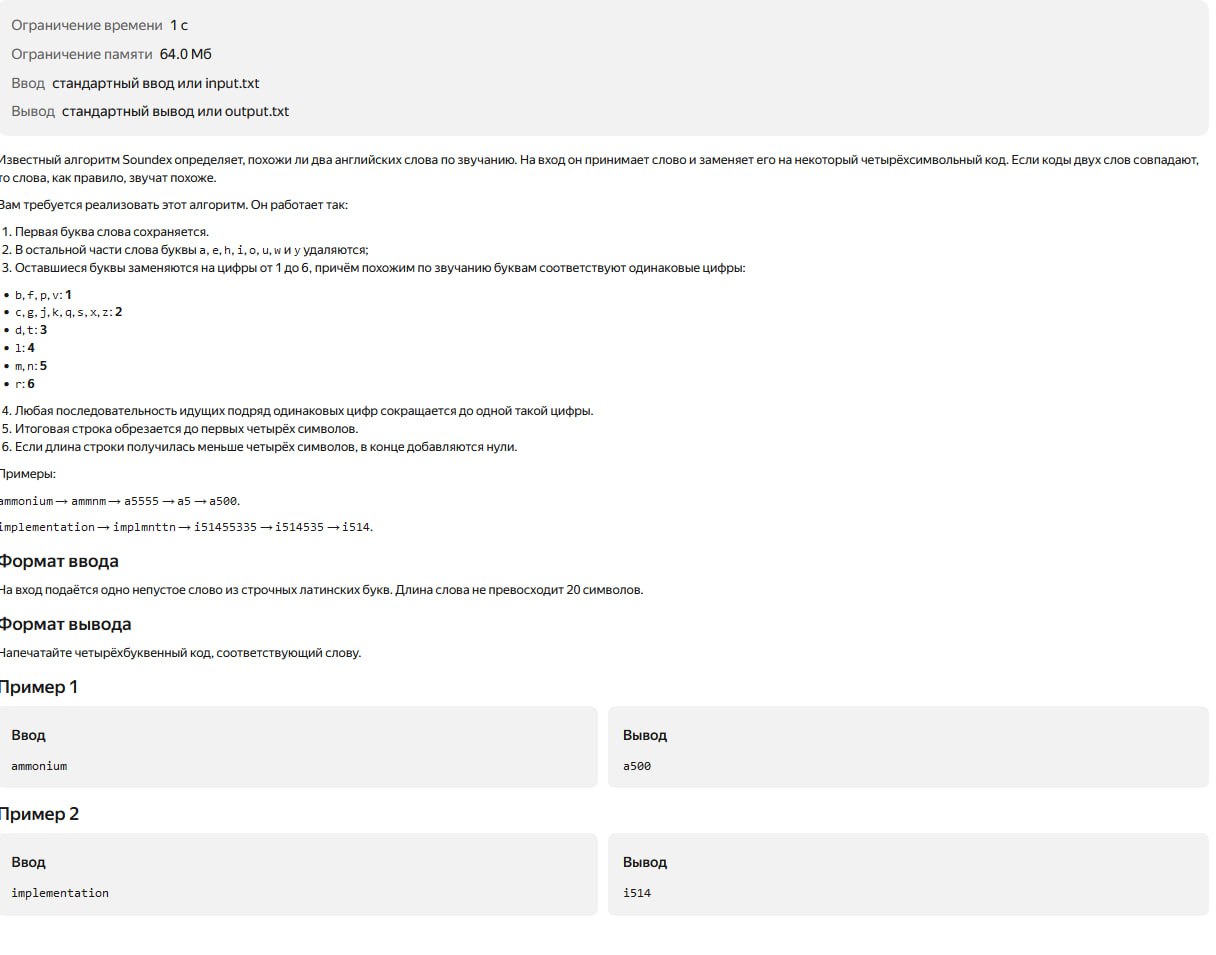 Ограничение времени 1 с
Ограничение памяти 64.0 Мб
Ввод стандартный ввод или input.txt
Вывод стандартный вывод или output.txt
Известный алгоритм Soundex определяет, похожи ли два английских слова по звучанию. На вход он принимает слово и заменяет его на некоторый четырёхсимвольный код. Если коды двух слов совпадают,
то слова, как правило, звучат похоже.
Вам требуется реализовать этот алгоритм. Он работает так:
1. Первая буква слова сохраняется.
2. В остальной части слова буквы a, e, h, i, o, u, w и y удаляются;
3. Оставшиеся буквы заменяются на цифры от 1 до 6, причём похожим по звучанию буквам соответствуют одинаковые цифры:
• b, f, p, v: 1
• c, g, j, k, q, s, x, z: 2
• d, t: 3
• l: 4
• m, n: 5
• r: 6
4. Любая последовательность идущих подряд одинаковых цифр сокращается до одной такой цифры.
5. Итоговая строка обрезается до первых четырёх символов.
6. Если длина строки получилась меньше четырёх символов, в конце добавляются нули.
Примеры:
ammonium → ammnm → a5555 → a5 → a500.
implementation → implmnttn → i51455335 → i514535 → i514.
Формат ввода
На вход подаётся одно непустое слово из строчных латинских букв. Длина слова не превосходит 20 символов.
Формат вывода
Напечатайте четырёхбуквенный код, соответствующий слову.
Пример 1
Ввод Вывод
ammonium a500
Пример 2
Ввод Вывод
implementation i514